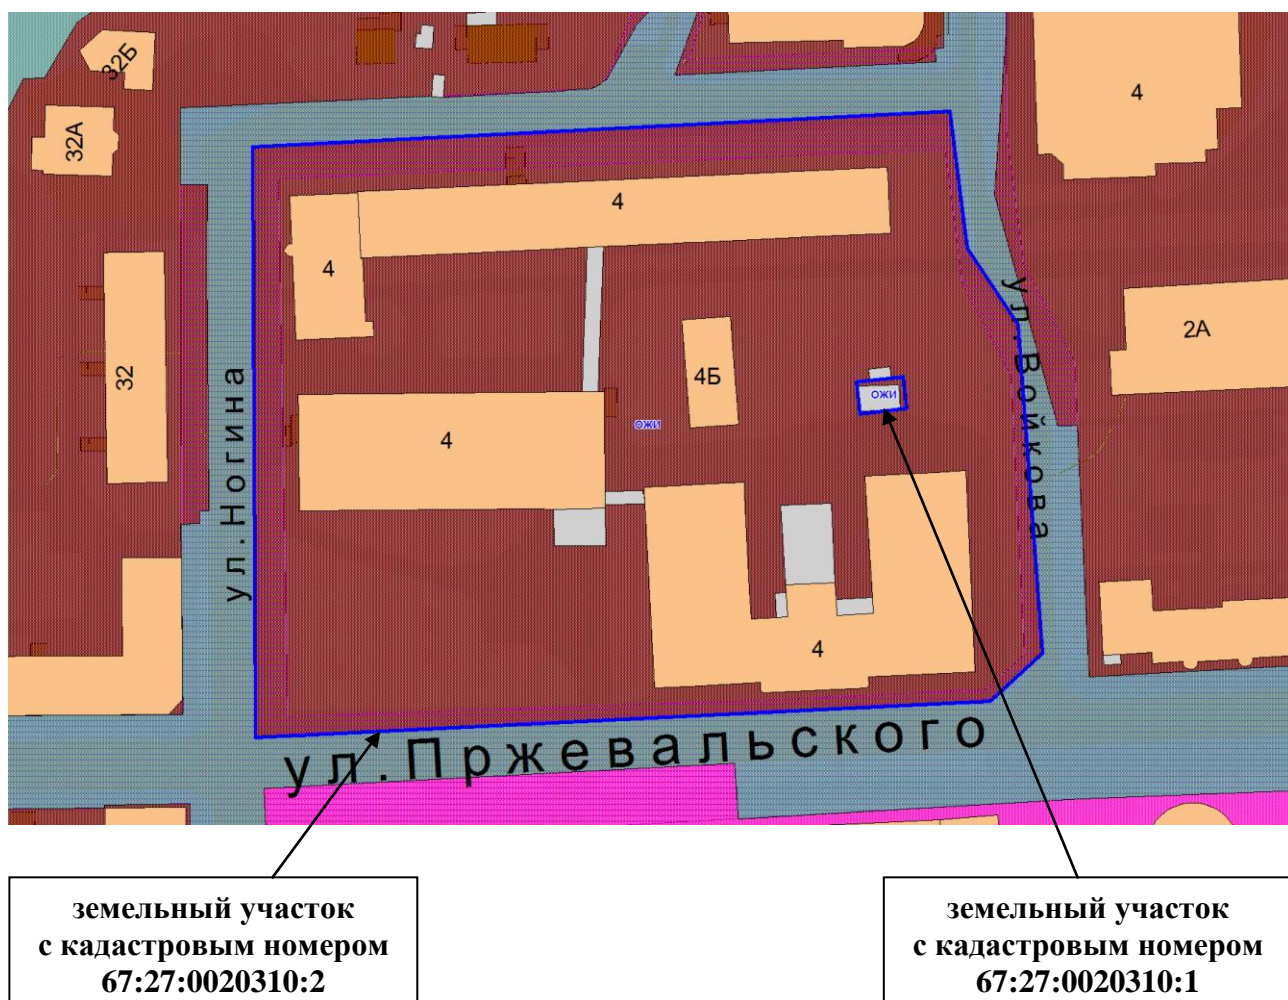 32Б
32А
4
4
4
2А
32
4Б
ожи
ожи
4
4
ул.Ногина
ул.Войкова
ул.Пржевальского
земельный участок
с кадастровым номером
67:27:0020310:2
земельный участок
с кадастровым номером
67:27:0020310:1